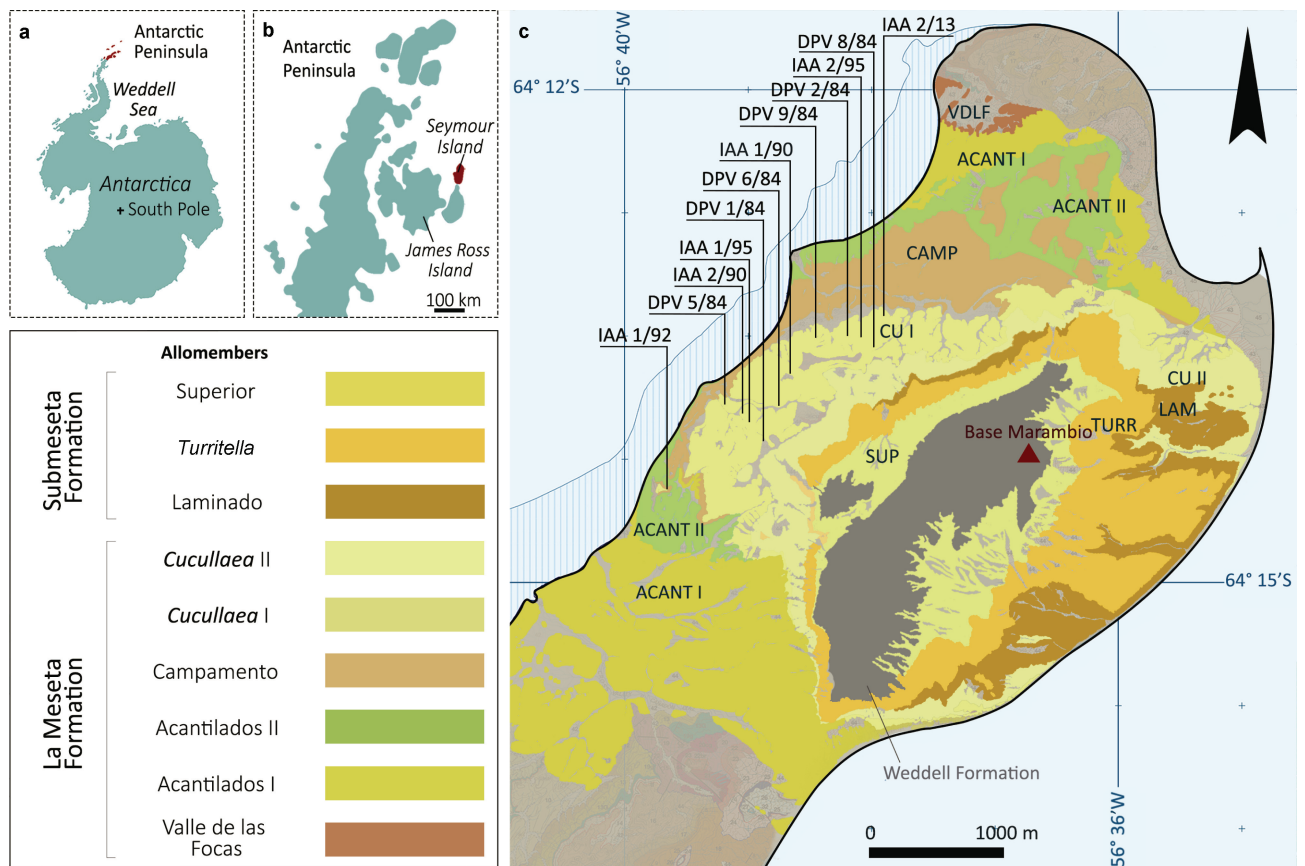 a
Antarctic
Peninsula
Weddell
Sea
Antarctica
+ South Pole
b
Antarctic
Peninsula
Seymour
Island
James Ross
Island
100 km
Allomembers
Submeseta
Formation
Superior
Turritella
Laminado
La Meseta
Formation
Cucullaea II
Cucullaea I
Campamento
Acantilados II
Acantilados I
Valle de las
Focas
c
56° 40'W
64° 12'S
IAA 2/13
DPV 8/84
IAA 2/95
DPV 2/84
DPV 9/84
IAA 1/90
DPV 6/84
DPV 1/84
IAA 1/95
IAA 2/90
DPV 5/84
IAA 1/92
VDLF
ACANT I
ACANT II
CAMP
CU I
CU II
LAM
TURR
Base Marambio
SUP
ACANT II
ACANT I
64° 15'S
Weddell Formation
56° 36'W
0
1000 m